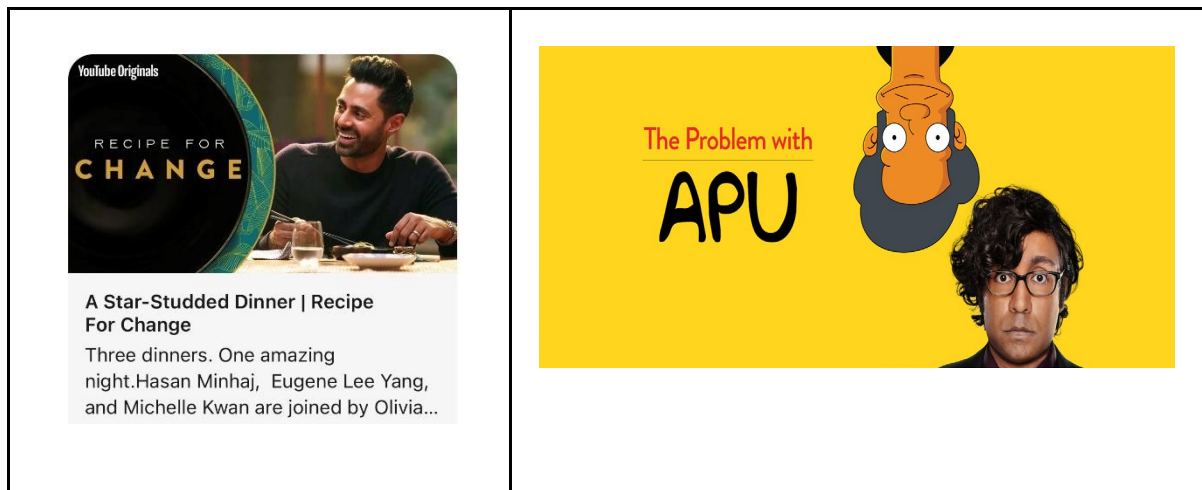 YouTube Originals
RECIPE FOR
CHANGE
A Star-Studded Dinner | Recipe
For Change
Three dinners. One amazing
night.Hasan Minhaj,  Eugene Lee Yang,
and Michelle Kwan are joined by Olivia...
The Problem with
APU